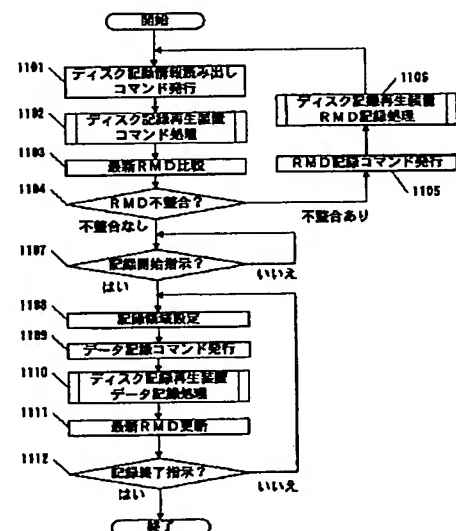 開始
1101
ディスク記録情報読み出し
コマンド発行
1102
ディスク記録再生装置
コマンド処理
1103
最新RMD比較
1104
RMD不整合？
不整合なし
不整合あり
1105
RMD記録コマンド発行
1106
ディスク記録再生装置
RMD記録処理
1107
記録開始指示？
いいえ
はい
1108
記録領域設定
1109
データ記録コマンド発行
1110
ディスク記録再生装置
データ記録処理
1111
最新RMD更新
1112
記録終了指示？
はい
いいえ
終了